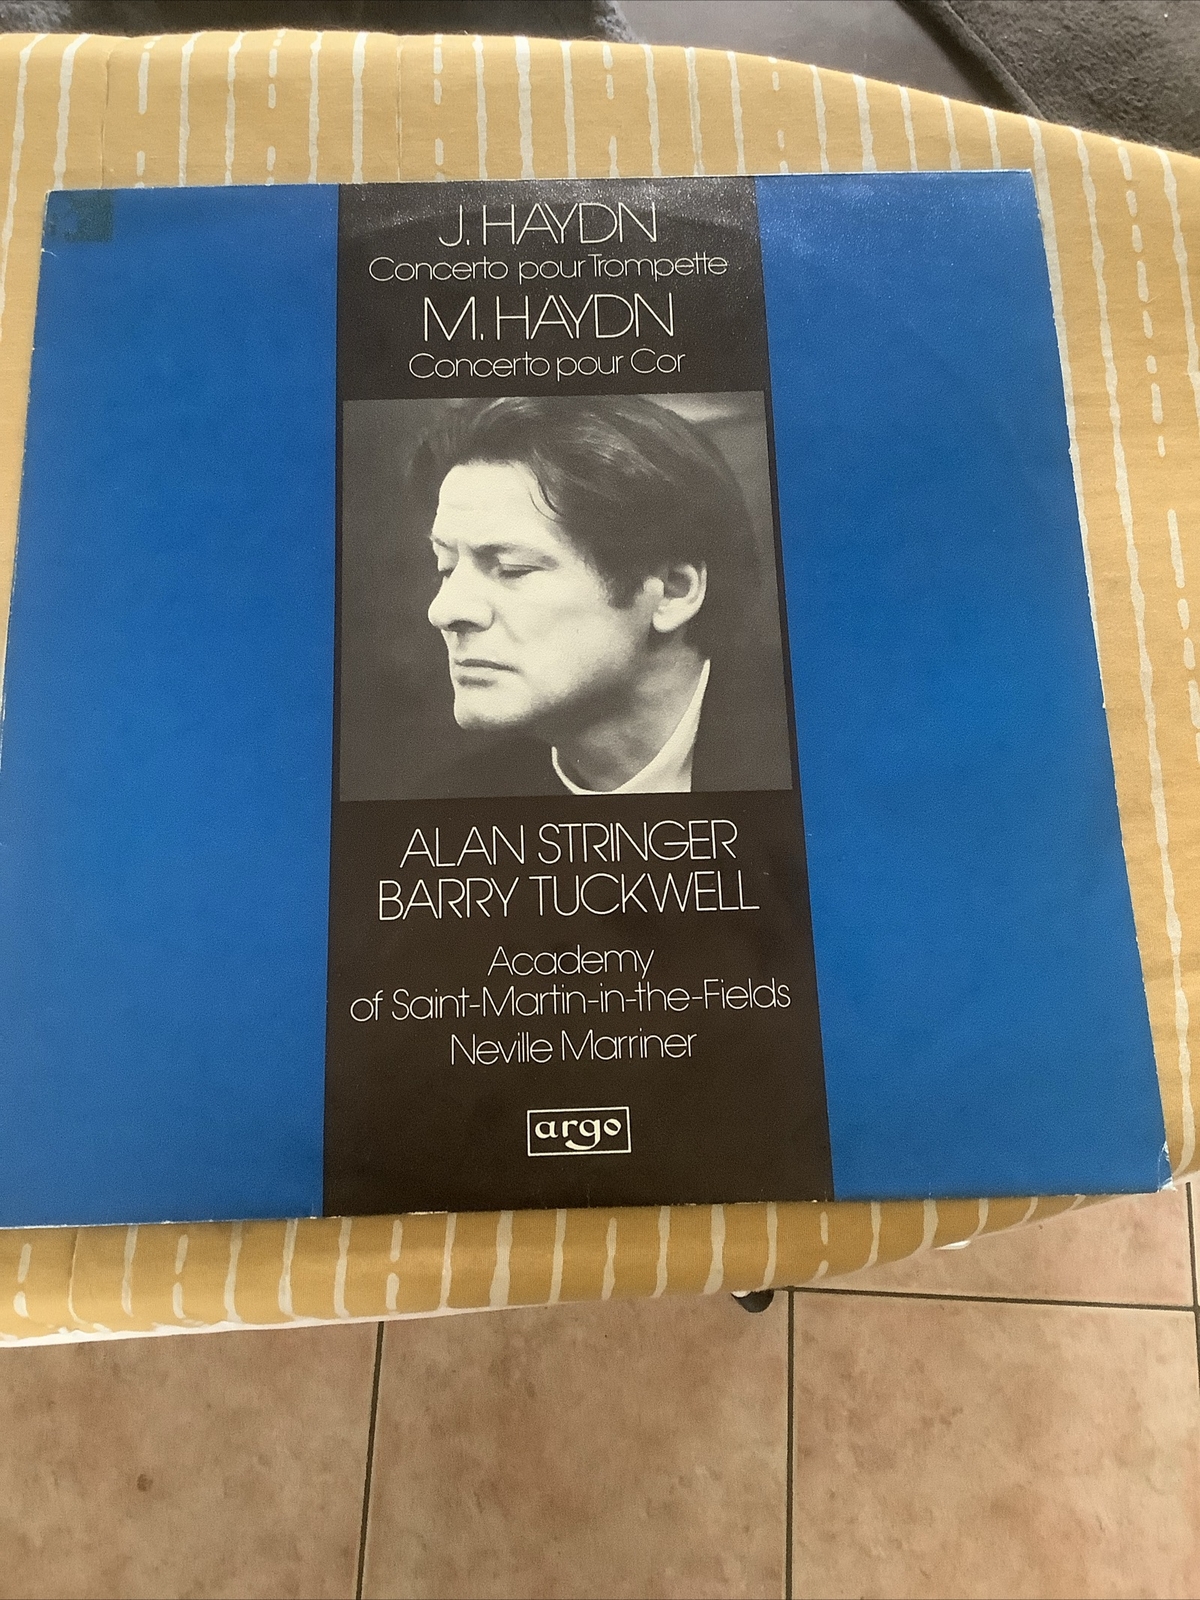 J. HAYDN
Concerto pour Trompette
M. HAYDN
Concerto pour Cor
ALAN STRINGER
BARRY TUCKWELL
Academy
of Saint-Martin-in-the-Fields
Neville Marriner
argo